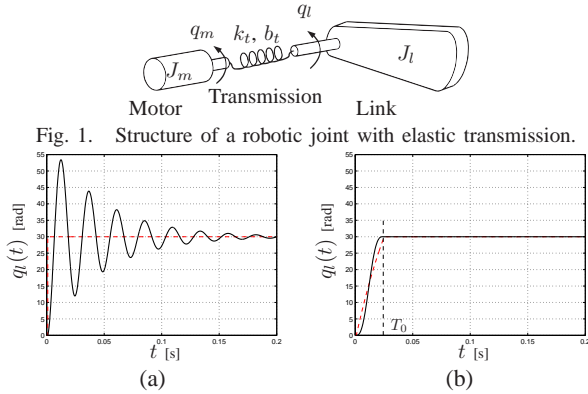 q_m
k_t, b_t
q_l
J_m
J_l
Transmission
Motor
Link
Fig. 1. Structure of a robotic joint with elastic transmission.
55
50
45
40
35
30
25
20
15
10
5
0
q_l(t) [rad]
0 0.05 0.1 0.15 0.2
t [s]
(a)
55
50
45
40
35
30
25
20
15
10
5
0
q_l(t) [rad]
T_0
0 0.05 0.1 0.15 0.2
t [s]
(b)